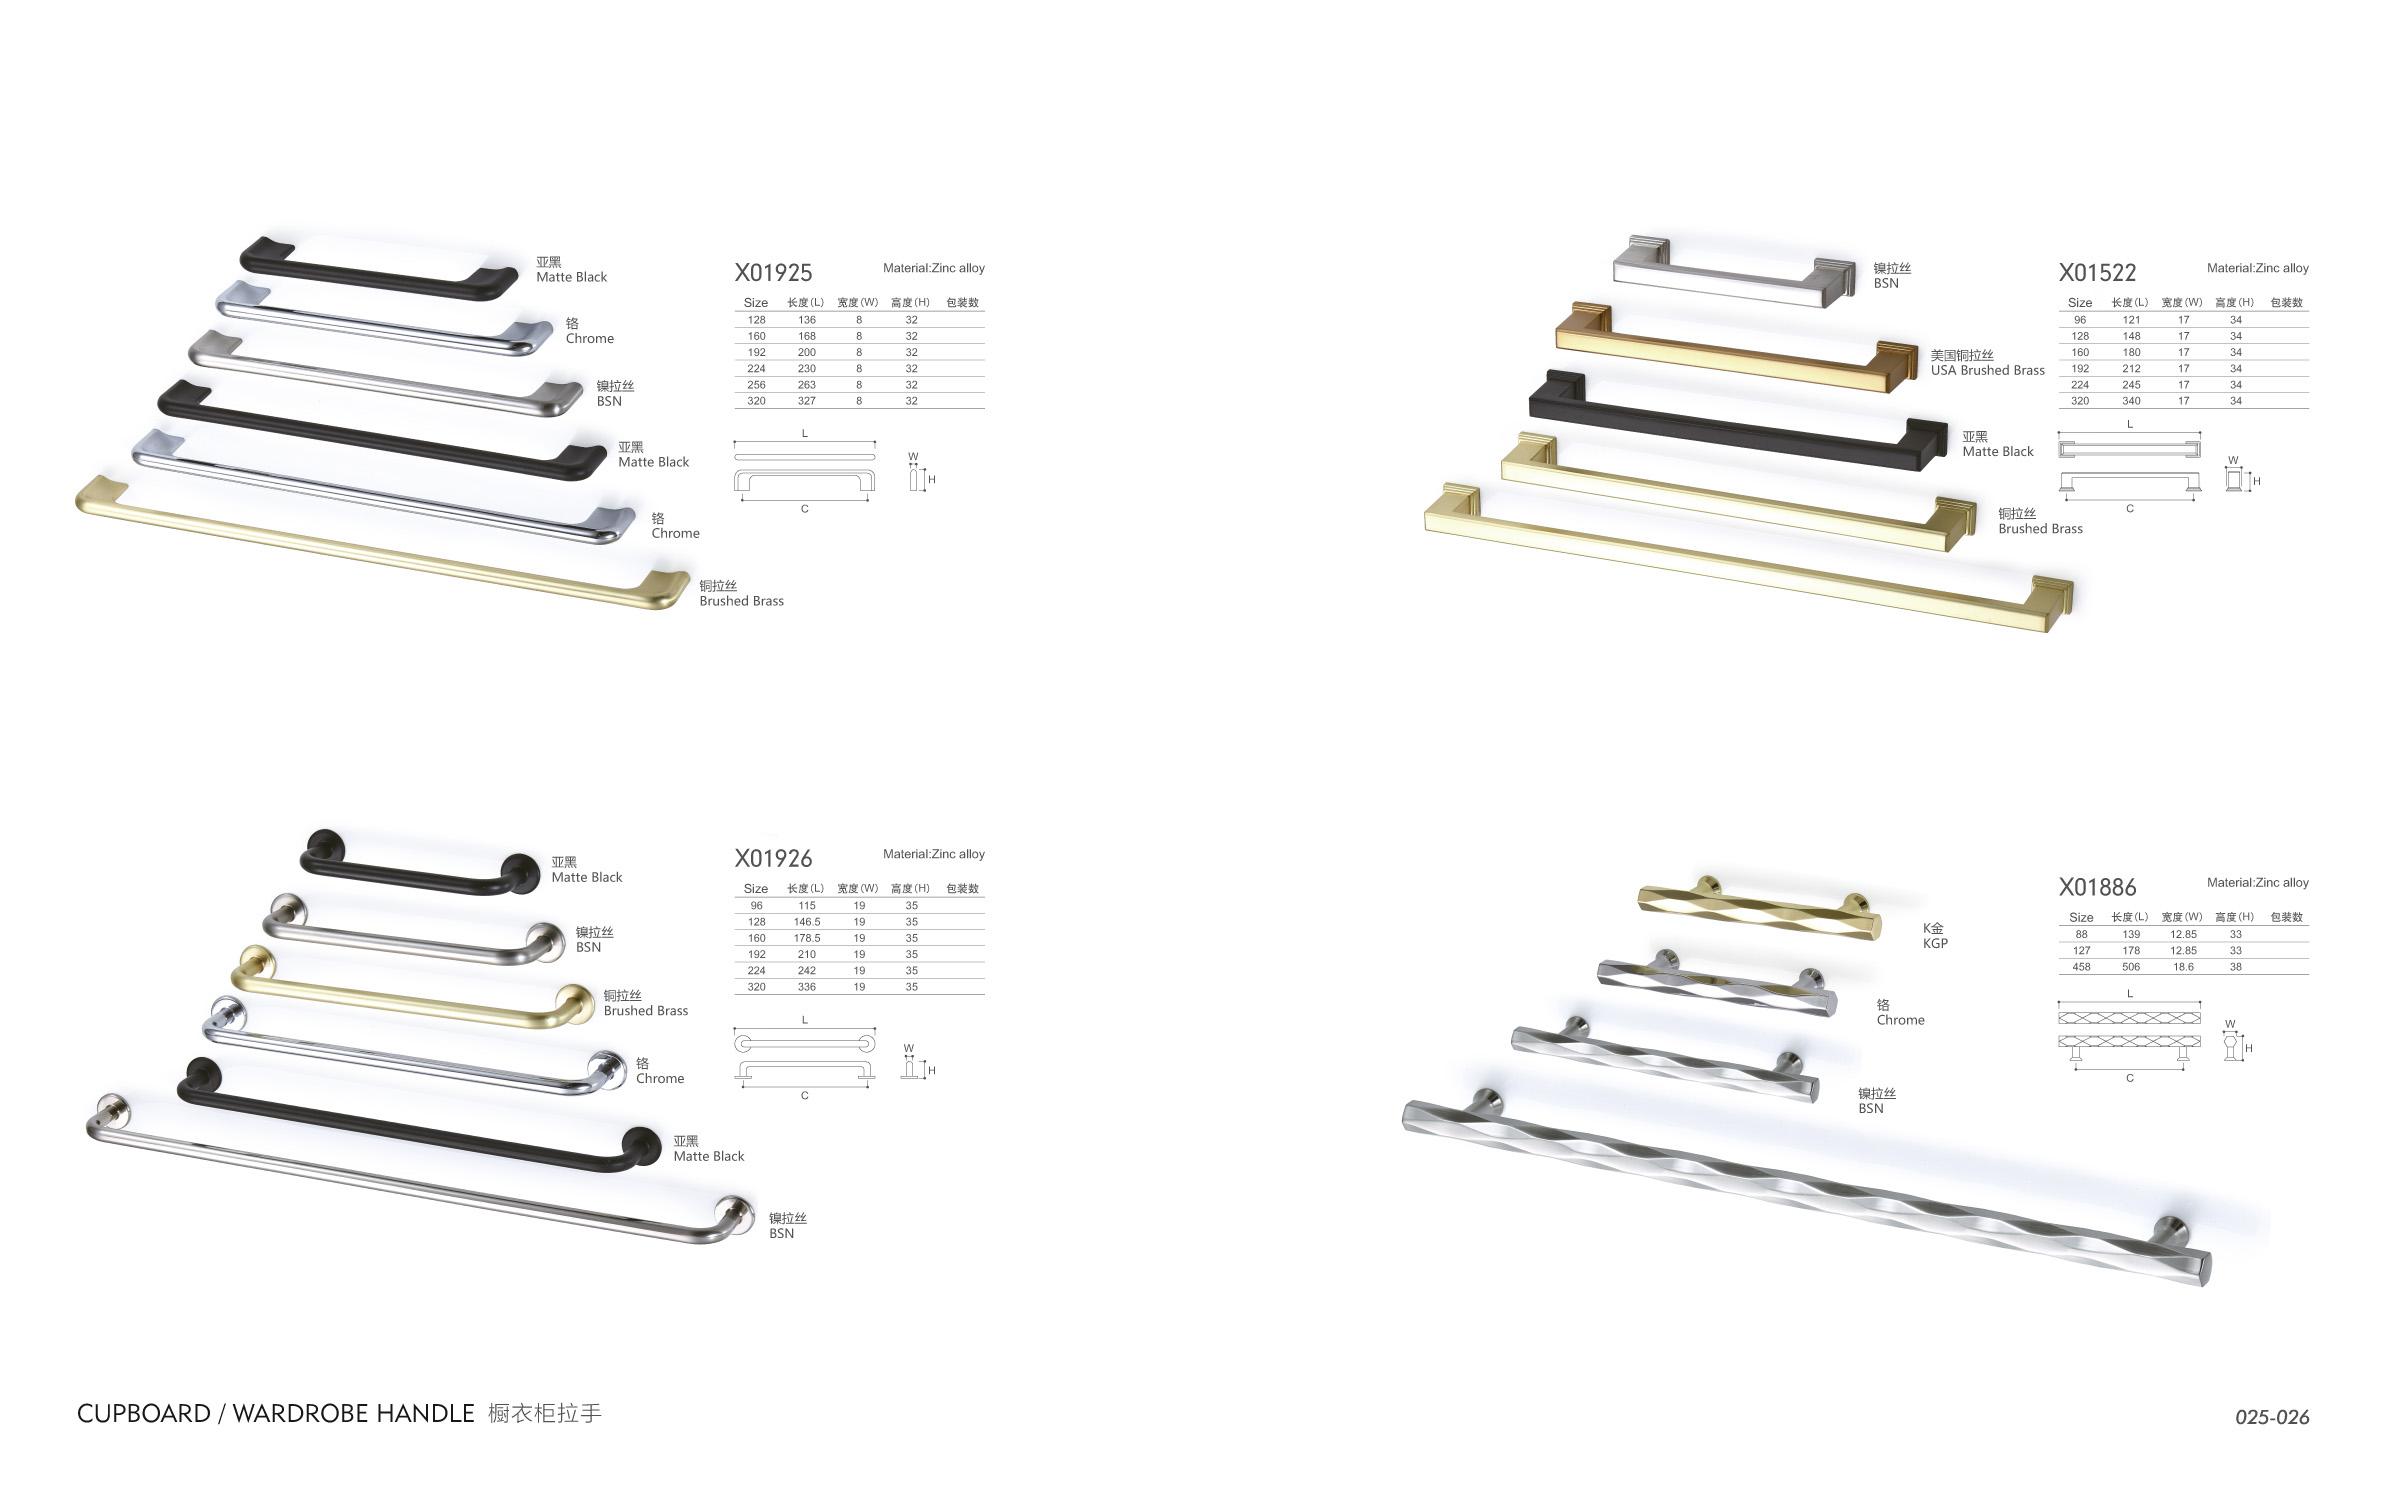 亚黑
Matte Black
铬
Chrome
镍拉丝
BSN
亚黑
Matte Black
铬
Chrome
铜拉丝
Brushed Brass
X01925 Material:Zinc alloy
Size 长度(L) 宽度(W) 高度(H) 包装数
128 136 8 32
160 168 8 32
192 200 8 32
224 230 8 32
256 263 8 32
320 327 8 32
L
W
H
C
镍拉丝
BSN
美国铜拉丝
USA Brushed Brass
亚黑
Matte Black
铜拉丝
Brushed Brass
X01522 Material:Zinc alloy
Size 长度(L) 宽度(W) 高度(H) 包装数
96 121 17 34
128 148 17 34
160 180 17 34
192 212 17 34
224 245 17 34
320 340 17 34
L
W
H
C
亚黑
Matte Black
镍拉丝
BSN
铜拉丝
Brushed Brass
铬
Chrome
亚黑
Matte Black
镍拉丝
BSN
X01926 Material:Zinc alloy
Size 长度(L) 宽度(W) 高度(H) 包装数
96 115 19 35
128 146.5 19 35
160 178.5 19 35
192 210 19 35
224 242 19 35
320 336 19 35
L
W
H
C
K金
KGP
铬
Chrome
镍拉丝
BSN
X01886 Material:Zinc alloy
Size 长度(L) 宽度(W) 高度(H) 包装数
88 139 12.85 33
127 178 12.85 33
458 506 18.6 38
L
W
H
C
CUPBOARD / WARDROBE HANDLE 橱衣柜拉手
025-026